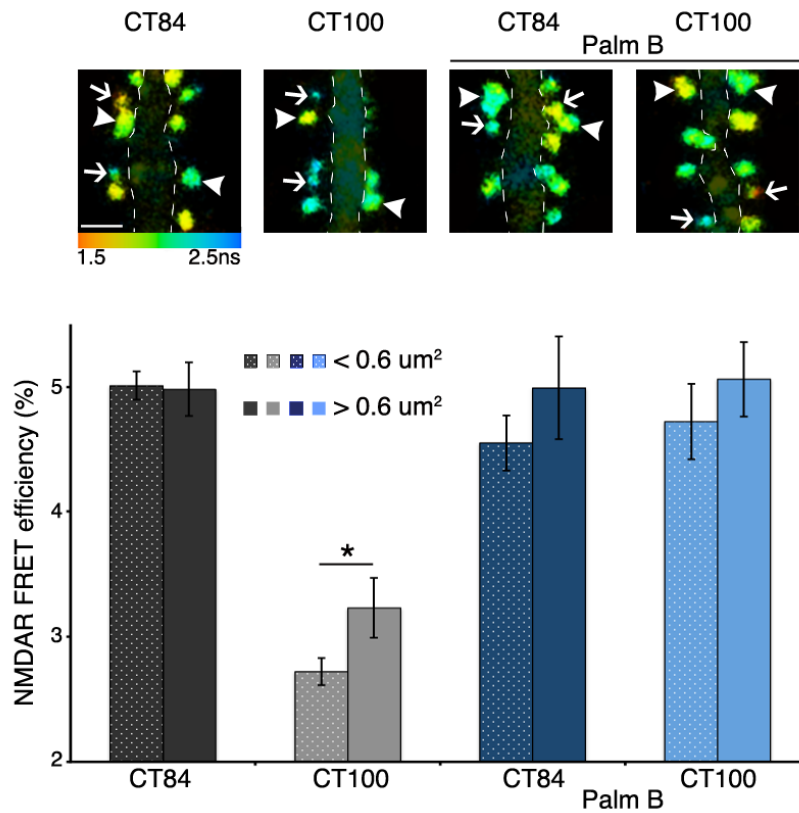 CT84 CT100 CT84 CT100
Palm B
1.5 2.5ns
NMDAR FRET efficiency (%)
5
4
3
2
< 0.6 um²
> 0.6 um²
*
CT84 CT100 CT84 CT100
Palm B